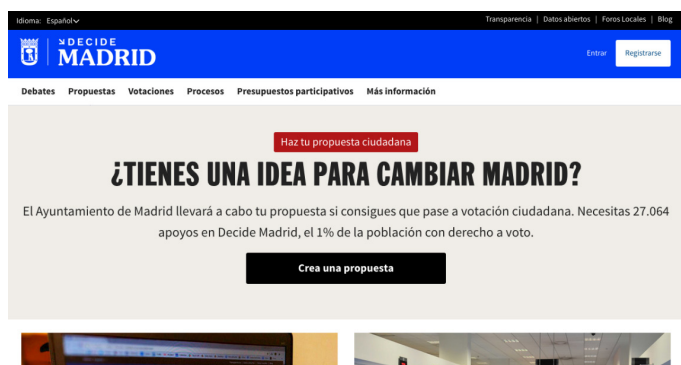 Idioma: Español
Transparencia | Datos abiertos | Foros Locales | Blog
DECIDE
MADRID
Entrar
Registrarse
Debates Propuestas Votaciones Procesos Presupuestos participativos Más información
Haz tu propuesta ciudadana
¿TIENES UNA IDEA PARA CAMBIAR MADRID?
El Ayuntamiento de Madrid llevará a cabo tu propuesta si consigues que pase a votación ciudadana. Necesitas 27.064
apoyos en Decide Madrid, el 1% de la población con derecho a voto.
Crea una propuesta